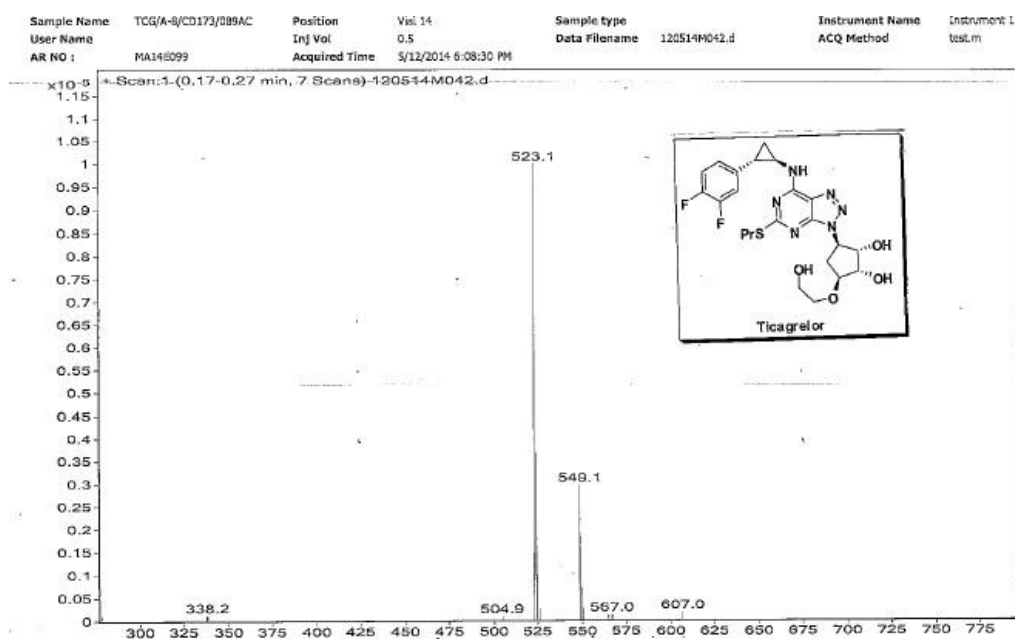 Sample Name TCG/A-8/CD173/089AC Position Vial 14 Sample type Instrument Name Instrument 1
User Name Inj Vol 0.5 Data Filename 120514M042.d ACQ Method test.m
AR NO : MA14E099 Acquired Time 5/12/2014 6:08:30 PM
x10-5 + Scan:1 (0.17-0.27 min, 7 Scans)-120514M042.d
1.15
1.1
1.05
1
0.95
0.9
0.85
0.8
0.75
0.7
0.65
0.6
0.55
0.5
0.45
0.4
0.35
0.3
0.25
0.2
0.15
0.1
0.05
0
523.1
549.1
338.2
504.9
567.0
607.0
NH
F
F
N
N
N
N
N
PrS
OH
OH
OH
O
Ticagrelor
300 325 350 375 400 425 450 475 500 525 550 575 600 625 650 675 700 725 750 775